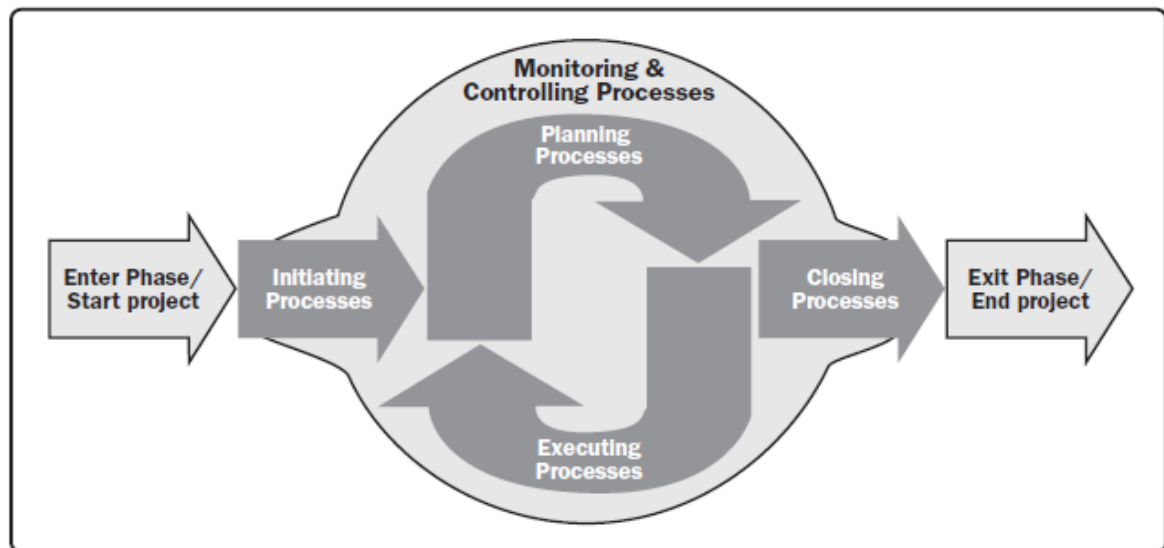 Monitoring &
Controlling Processes
Planning
Processes
Enter Phase/
Start project
Initiating
Processes
Closing
Processes
Exit Phase/
End project
Executing
Processes